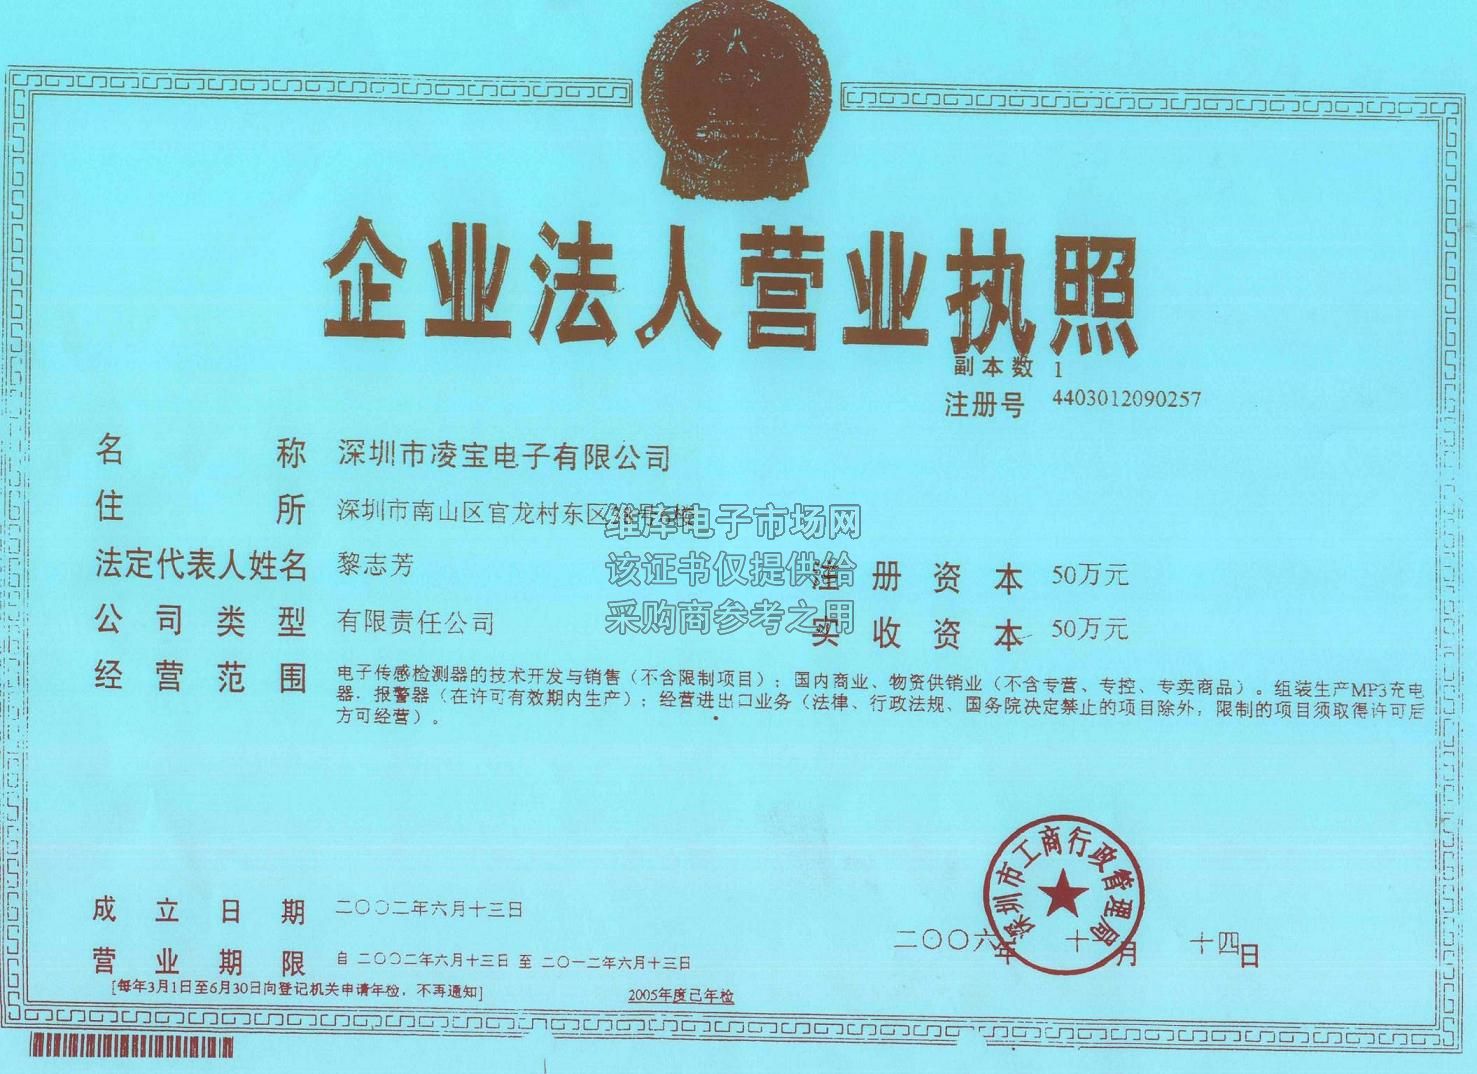 企业法人营业执照
副本数 1
注册号 4403012090257
名称 深圳市凌宝电子有限公司
住所 深圳市南山区官龙村东区
维库电子市场网
法定代表人姓名 黎志芳
该证书仅提供给
注册资本 50万元
公司类型 有限责任公司
采购商参考之用
实收资本 50万元
经营范围 电子传感检测器的技术开发与销售（不含限制项目）；国内商业、物资供销业（不含专营、专控、专卖商品）。组装生产MP3充电
器，报警器（在许可有效期内生产）；经营进出口业务（法律、行政法规、国务院决定禁止的项目除外，限制的项目须取得许可后
方可经营）。
深圳市工商行政管理局
成立日期 二〇〇二年六月十三日
二〇〇六年 十一月 十四日
营业期限 自 二〇〇二年六月十三日 至 二〇一二年六月十三日
[每年3月1日至6月30日向登记机关申请年检，不再通知]
2005年度已年检